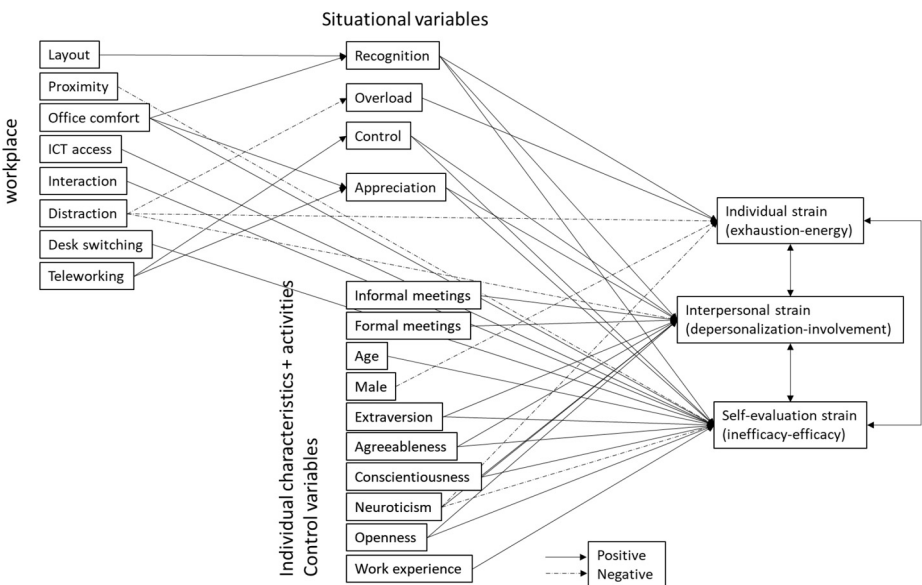 Situational variables
workplace
Layout
Proximity
Office comfort
ICT access
Interaction
Distraction
Desk switching
Teleworking
Recognition
Overload
Control
Appreciation
Individual characteristics + activities
Control variables
Informal meetings
Formal meetings
Age
Male
Extraversion
Agreeableness
Conscientiousness
Neuroticism
Openness
Work experience
Individual strain
(exhaustion-energy)
Interpersonal strain
(depersonalization-involvement)
Self-evaluation strain
(inefficacy-efficacy)
Positive
Negative